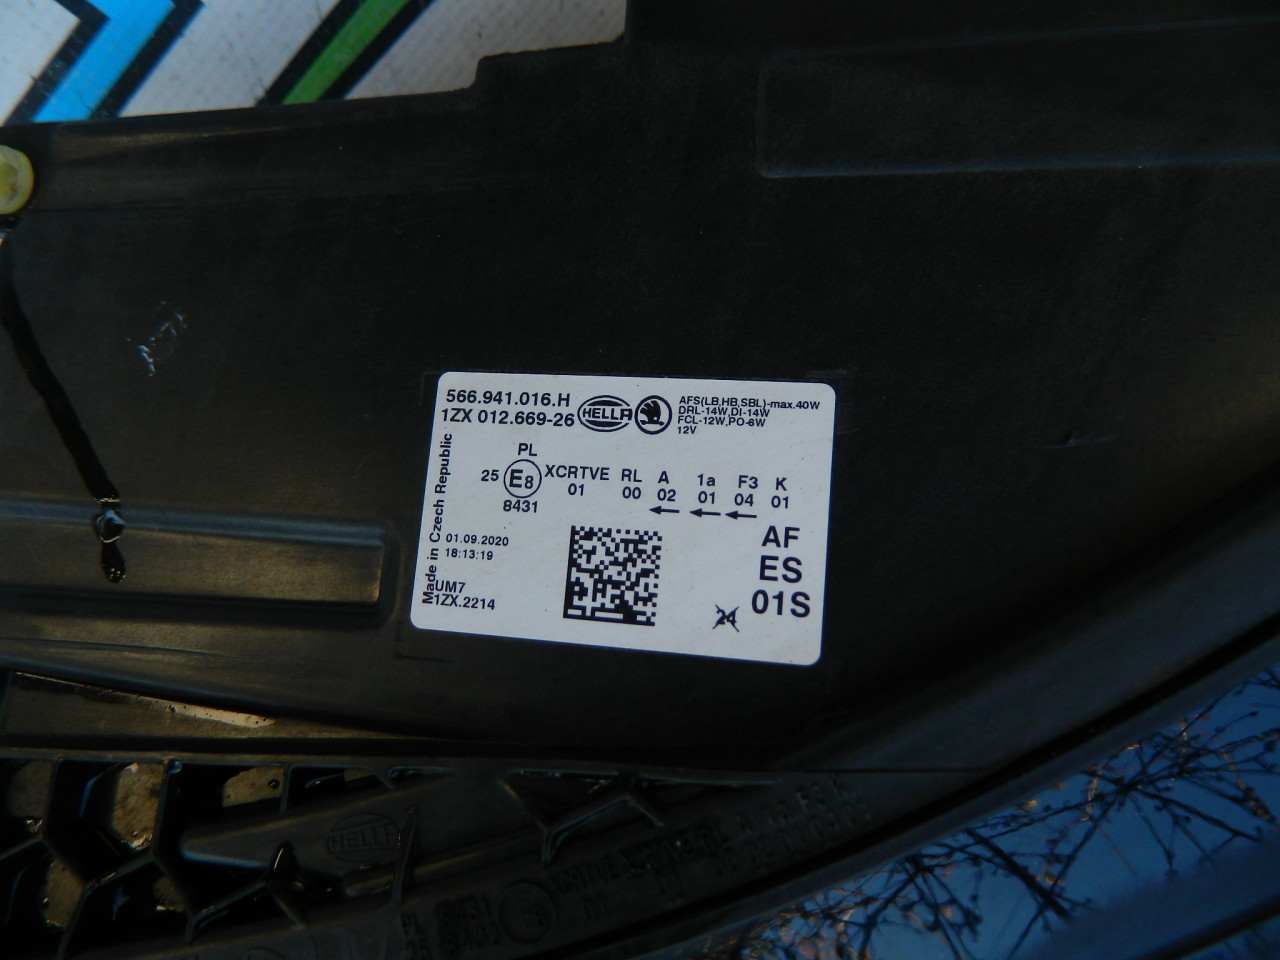 566.941.016.H
1ZX 012.669-26
HELLA
AFS(LB,HB,SBL)-max.40W
DRL-14W,DI-14W
FCL-12W,PO-6W
12V
Made in Czech Republic
PL
25 E8 XCRTVE RL A 1a F3 K
01 00 02 01 04 01
8431
01.09.2020
18:13:19
AF
ES
01S
UM7
1ZX.2214
24
HELLA